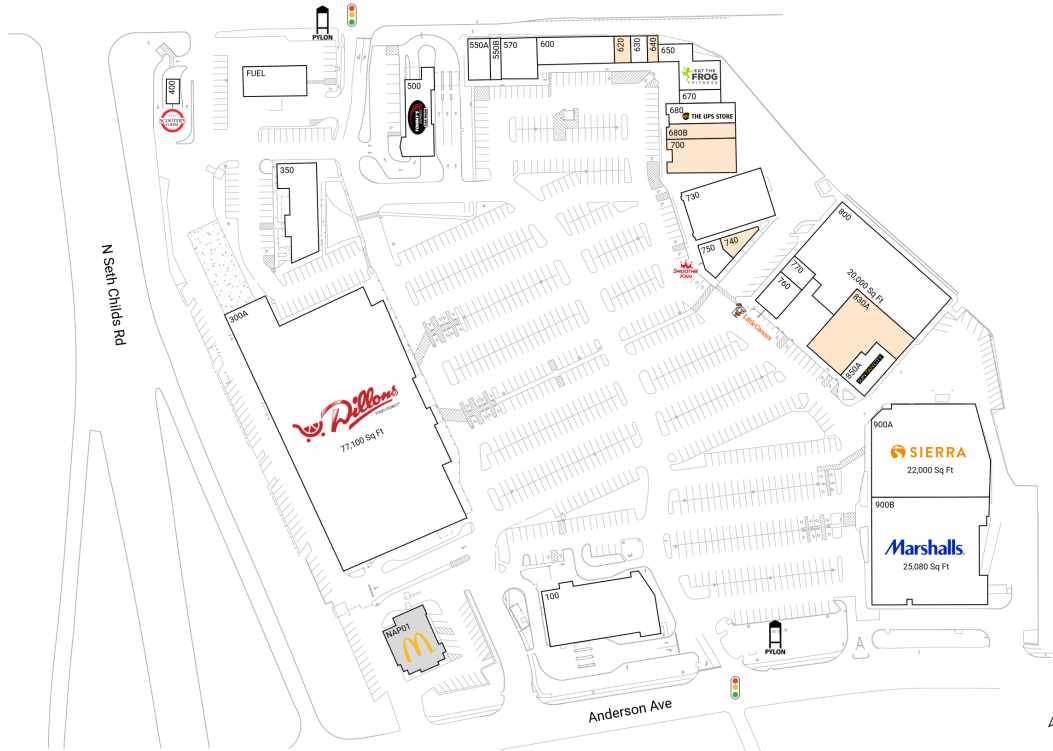 PYLON
550A
550B
570
600
620
630
640
650
FUEL
500
400
EAT THE
FROG
FITNESS
670
680
THE UPS STORE
680B
700
SCOOTER'S
COFFEE
350
730
750
740
SMOOTHIE
KING
800
20,000 Sq Ft
770
760
830A
850A
Little Caesars
N Seth Childs Rd
300A
Dillons
FOOD STORES
77,100 Sq Ft
900A
SIERRA
22,000 Sq Ft
900B
Marshalls
25,080 Sq Ft
100
NAP01
PYLON
Anderson Ave
A